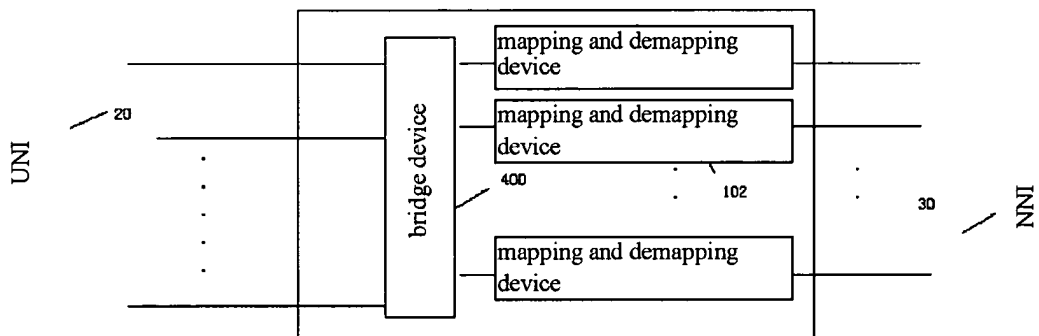 mapping and demapping
device
mapping and demapping
device
mapping and demapping
device
bridge device
400
102
20
UNI
30
NNI